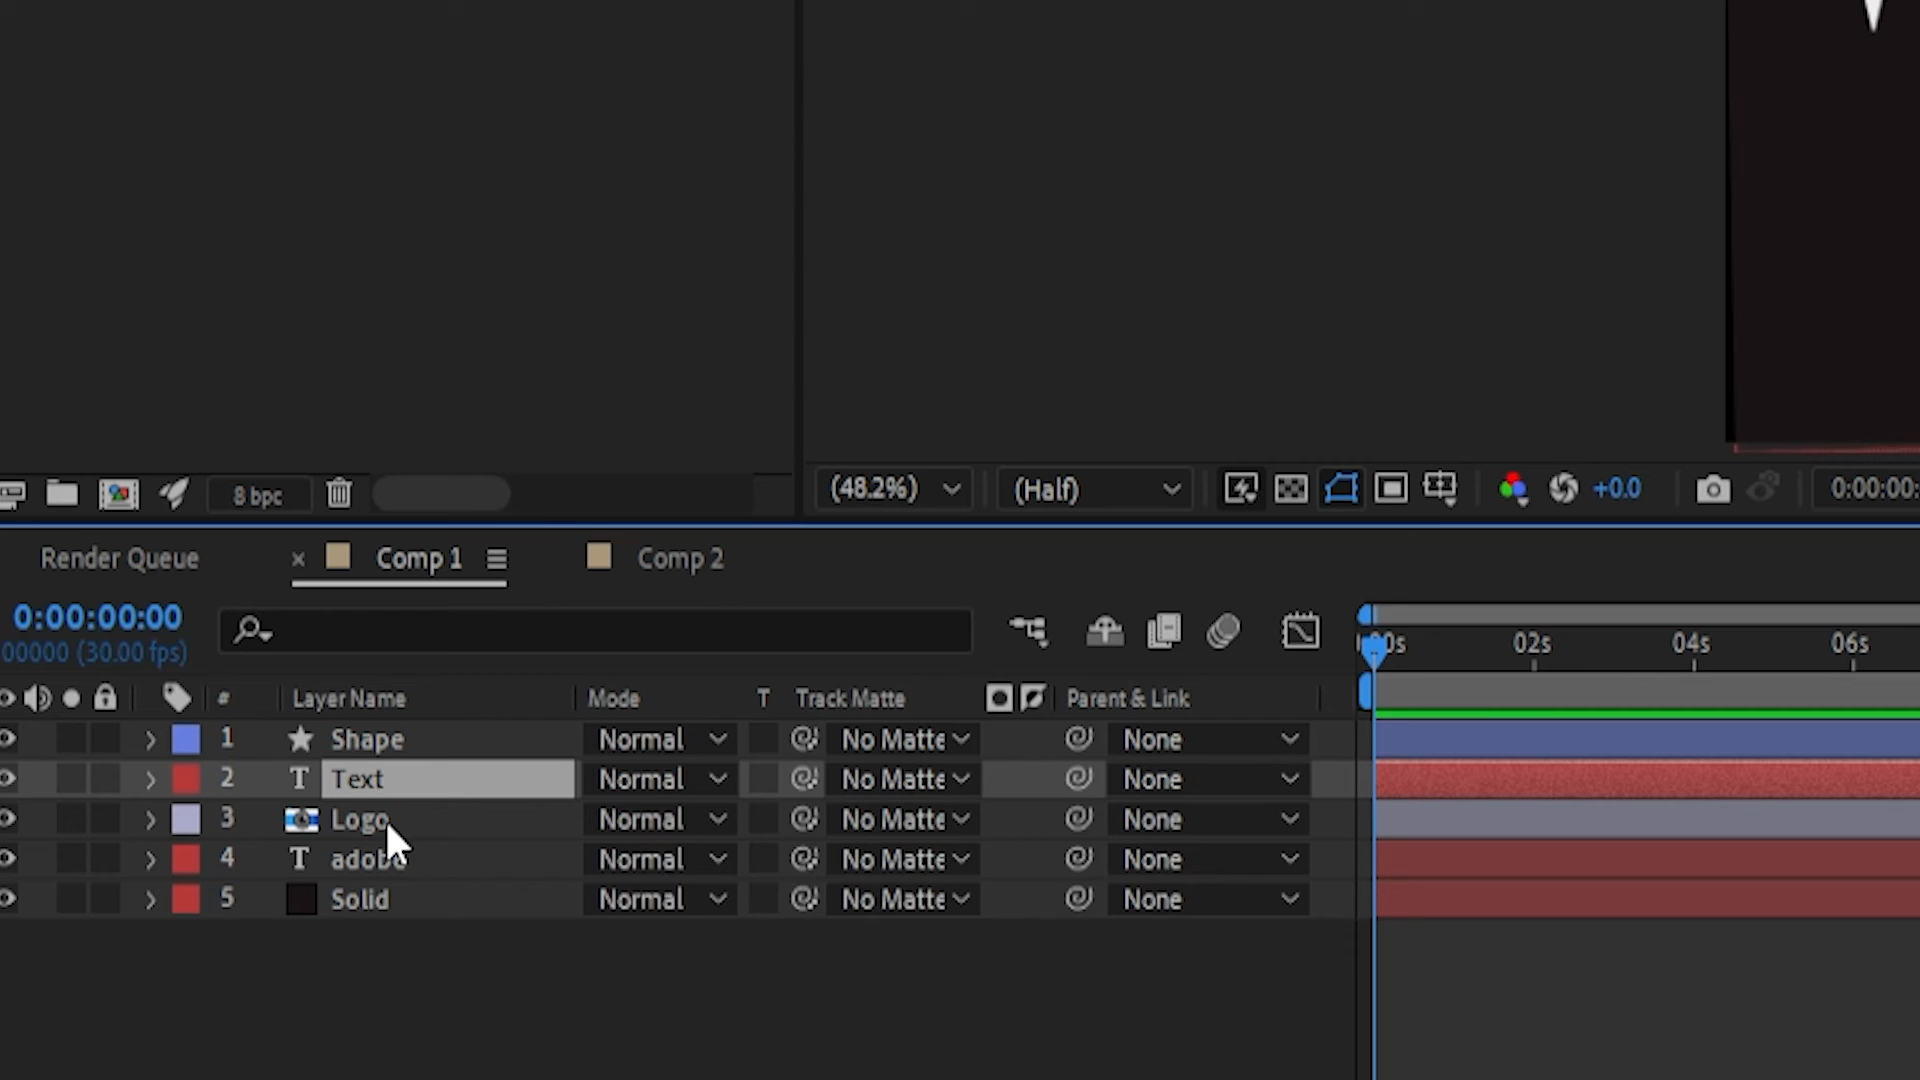 8 bpc
(48.2%)
(Half)
+0.0
0:00:00:
Render Queue
× Comp 1
Comp 2
0:00:00:00
00000 (30.00 fps)
02s
04s
06s
# Layer Name Mode T Track Matte Parent & Link
1 Shape Normal No Matte None
2 T Text Normal No Matte None
3 Logo Normal No Matte None
4 T adobe Normal No Matte None
5 Solid Normal No Matte None